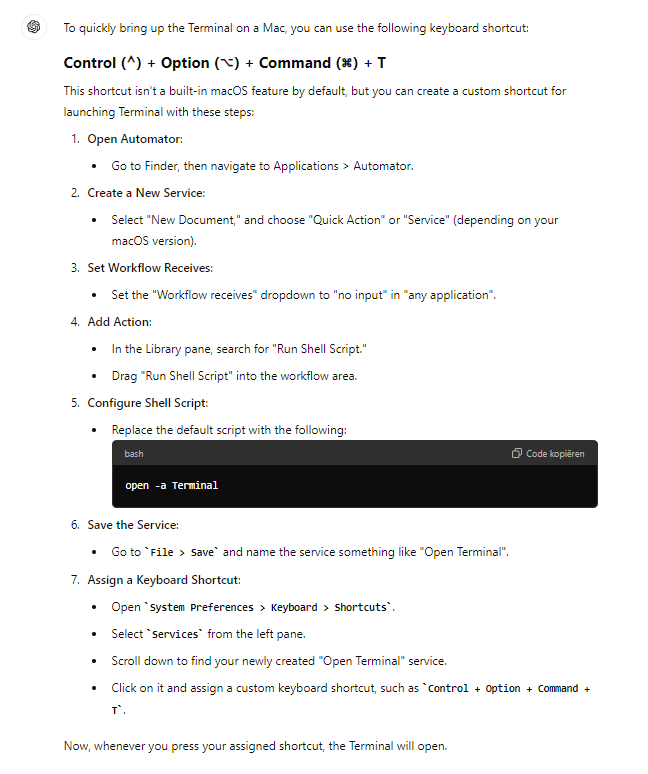 To quickly bring up the Terminal on a Mac, you can use the following keyboard shortcut:
Control (^) + Option (⌥) + Command (⌘) + T
This shortcut isn't a built-in macOS feature by default, but you can create a custom shortcut for
launching Terminal with these steps:
1. Open Automator:
• Go to Finder, then navigate to Applications > Automator.
2. Create a New Service:
• Select "New Document," and choose "Quick Action" or "Service" (depending on your
macOS version).
3. Set Workflow Receives:
• Set the "Workflow receives" dropdown to "no input" in "any application".
4. Add Action:
• In the Library pane, search for "Run Shell Script."
• Drag "Run Shell Script" into the workflow area.
5. Configure Shell Script:
• Replace the default script with the following:
bash Code kopiëren
open -a Terminal
6. Save the Service:
• Go to `File > Save` and name the service something like "Open Terminal".
7. Assign a Keyboard Shortcut:
• Open `System Preferences > Keyboard > Shortcuts`.
• Select `Services` from the left pane.
• Scroll down to find your newly created "Open Terminal" service.
• Click on it and assign a custom keyboard shortcut, such as `Control + Option + Command +
T`.
Now, whenever you press your assigned shortcut, the Terminal will open.